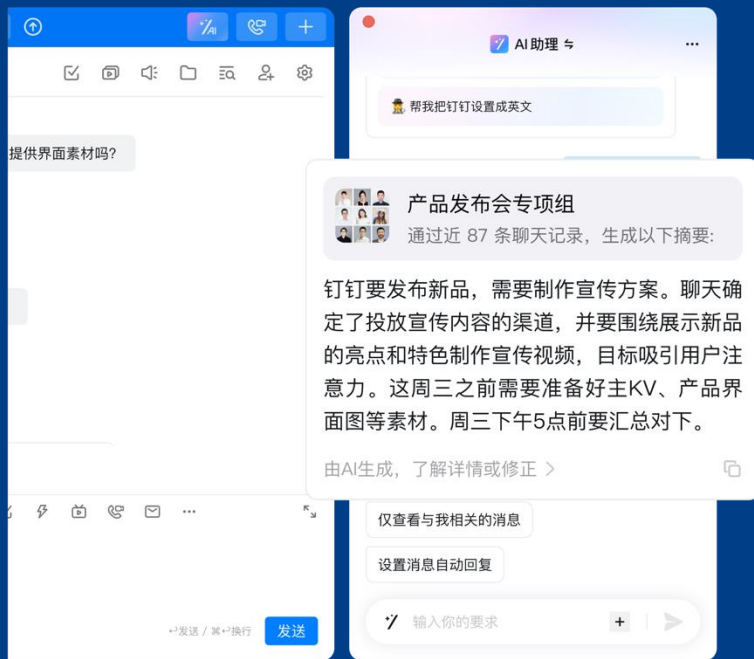 AI
提供界面素材吗?
↩发送 / ⌘↩换行
发送
AI助理
帮我把钉钉设置成英文
产品发布会专项组
通过近 87 条聊天记录，生成以下摘要:
钉钉要发布新品，需要制作宣传方案。聊天确
定了投放宣传内容的渠道，并要围绕展示新品
的亮点和特色制作宣传视频，目标吸引用户注
意力。这周三之前需要准备好主KV、产品界
面图等素材。周三下午5点前要汇总对下。
由AI生成，了解详情或修正 >
仅查看与我相关的消息
设置消息自动回复
输入你的要求